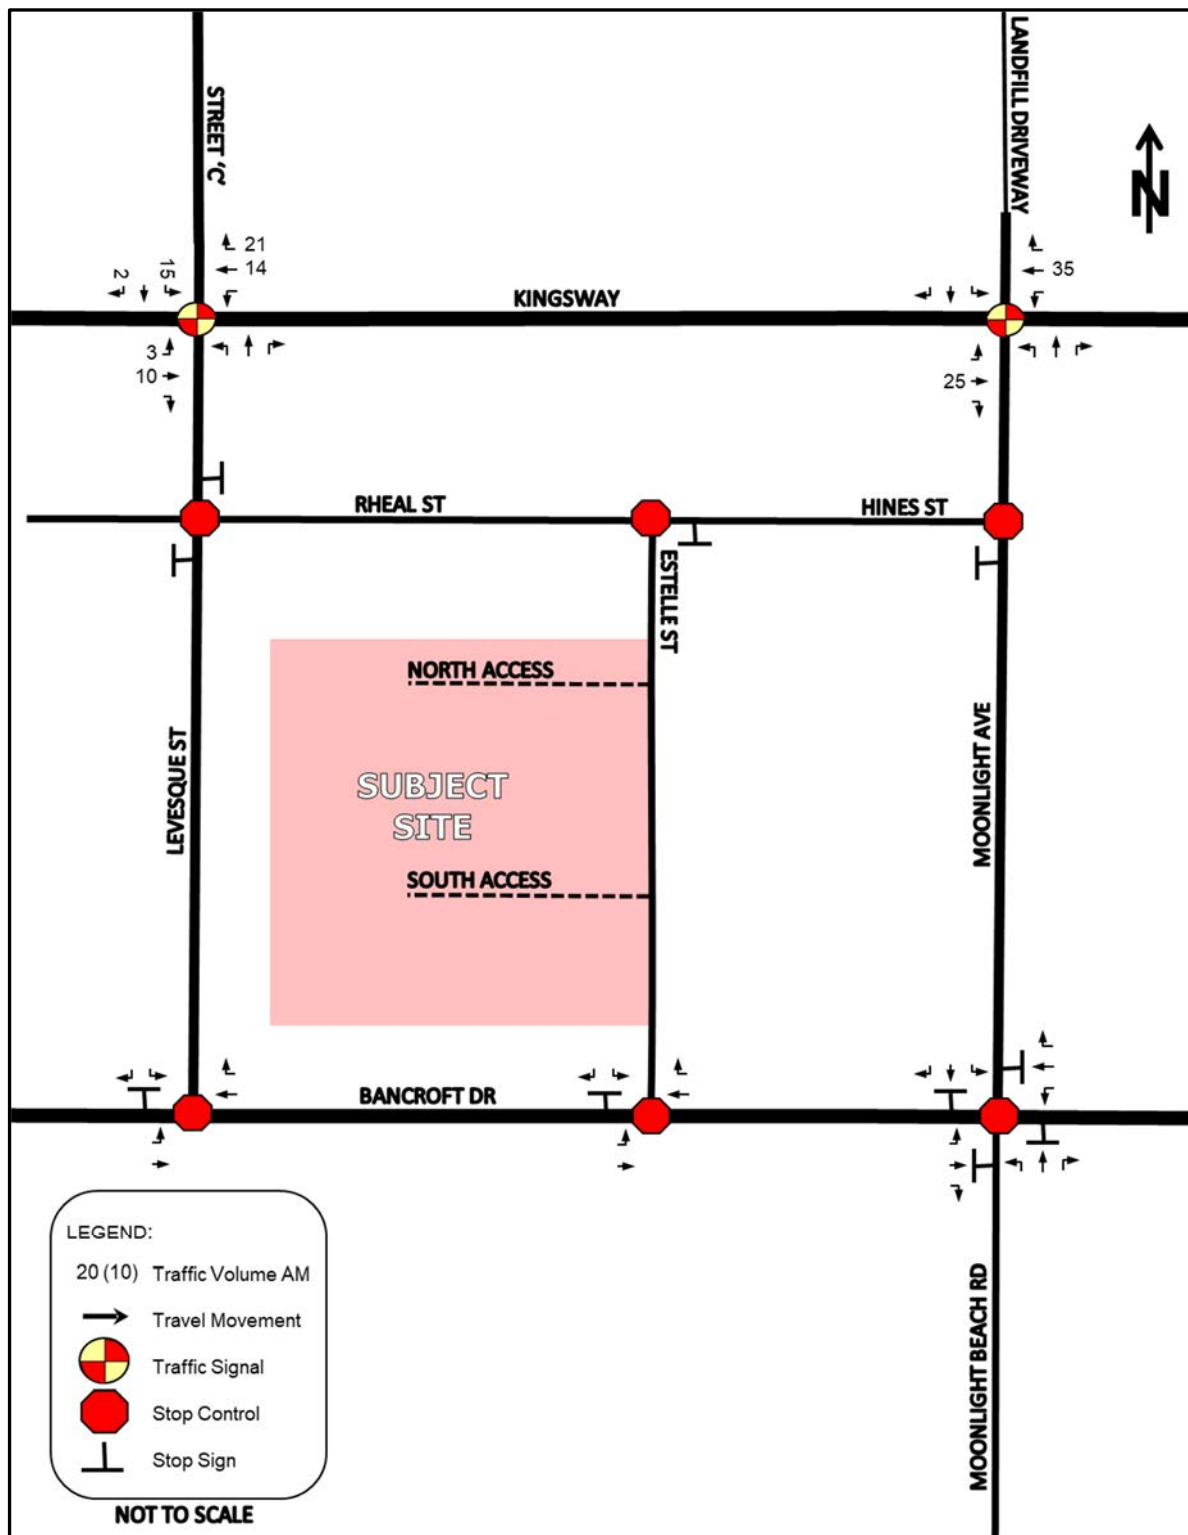 STREET 'C'
LANDFILL DRIVEWAY
N
21
14
2
15
35
KINGSWAY
3
10
25
RHEAL ST
HINES ST
ESTELLE ST
NORTH ACCESS
LEVESQUE ST
MOONLIGHT AVE
SUBJECT
SITE
SOUTH ACCESS
BANCROFT DR
MOONLIGHT BEACH RD
LEGEND:
20 (10) Traffic Volume AM
Travel Movement
Traffic Signal
Stop Control
Stop Sign
NOT TO SCALE